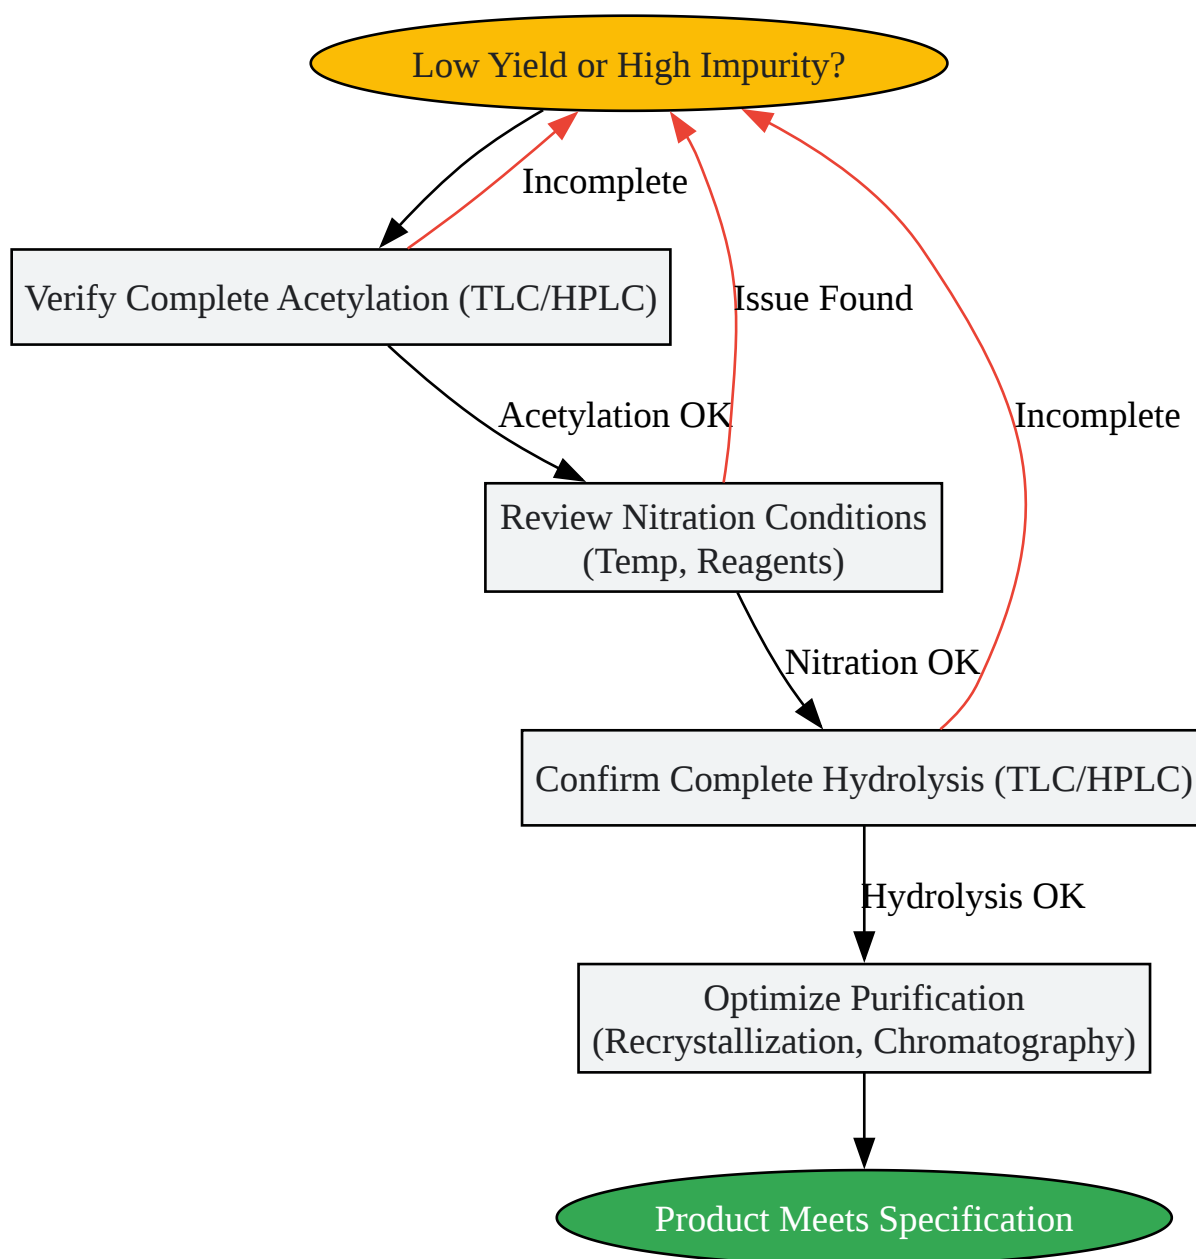 Low Yield or High Impurity?
Incomplete
Verify Complete Acetylation (TLC/HPLC)
Issue Found
Acetylation OK
Incomplete
Review Nitration Conditions
(Temp, Reagents)
Nitration OK
Confirm Complete Hydrolysis (TLC/HPLC)
Hydrolysis OK
Optimize Purification
(Recrystallization, Chromatography)
Product Meets Specification